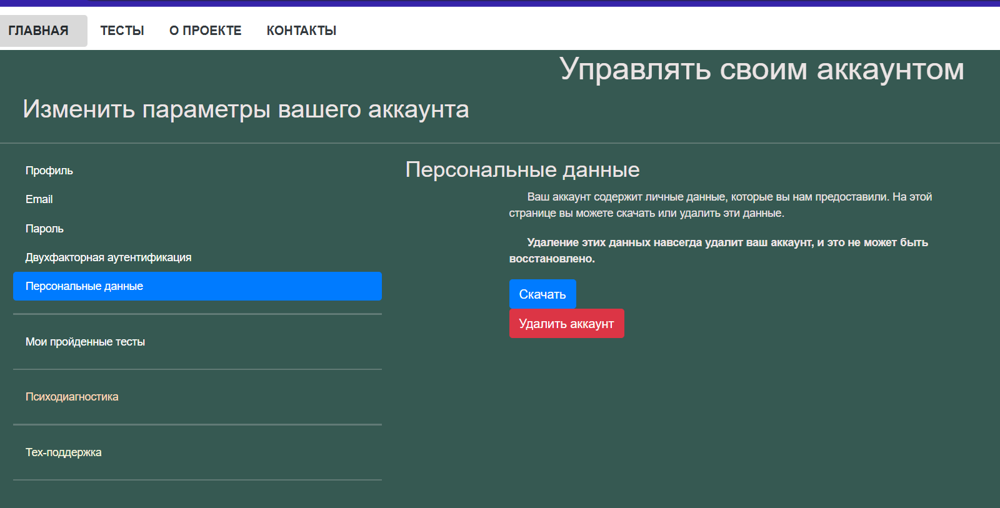 ГЛАВНАЯ ТЕСТЫ О ПРОЕКТЕ КОНТАКТЫ
Управлять своим аккаунтом
Изменить параметры вашего аккаунта
Профиль
Email
Пароль
Двухфакторная аутентификация
Персональные данные
Мои пройденные тесты
Психодиагностика
Тех-поддержка
Персональные данные
Ваш аккаунт содержит личные данные, которые вы нам предоставили. На этой
странице вы можете скачать или удалить эти данные.
Удаление этих данных навсегда удалит ваш аккаунт, и это не может быть
восстановлено.
Скачать
Удалить аккаунт